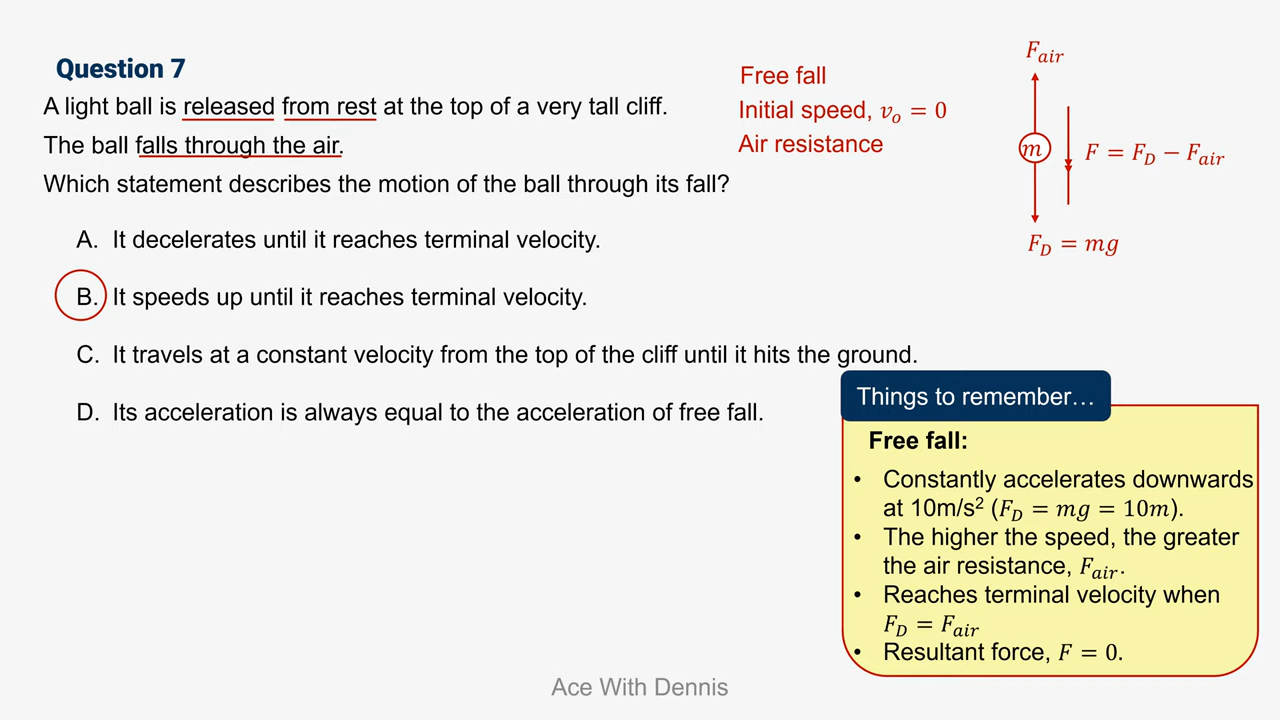 Question 7
A light ball is released from rest at the top of a very tall cliff.
The ball falls through the air.
Which statement describes the motion of the ball through its fall?
A. It decelerates until it reaches terminal velocity.
B. It speeds up until it reaches terminal velocity.
C. It travels at a constant velocity from the top of the cliff until it hits the ground.
D. Its acceleration is always equal to the acceleration of free fall.
Free fall
Initial speed, v₀ = 0
Air resistance
F_air
m
F = F_D − F_air
F_D = mg
Things to remember…
Free fall:
• Constantly accelerates downwards
at 10m/s² (F_D = mg = 10m).
• The higher the speed, the greater
the air resistance, F_air.
• Reaches terminal velocity when
F_D = F_air
• Resultant force, F = 0.
Ace With Dennis